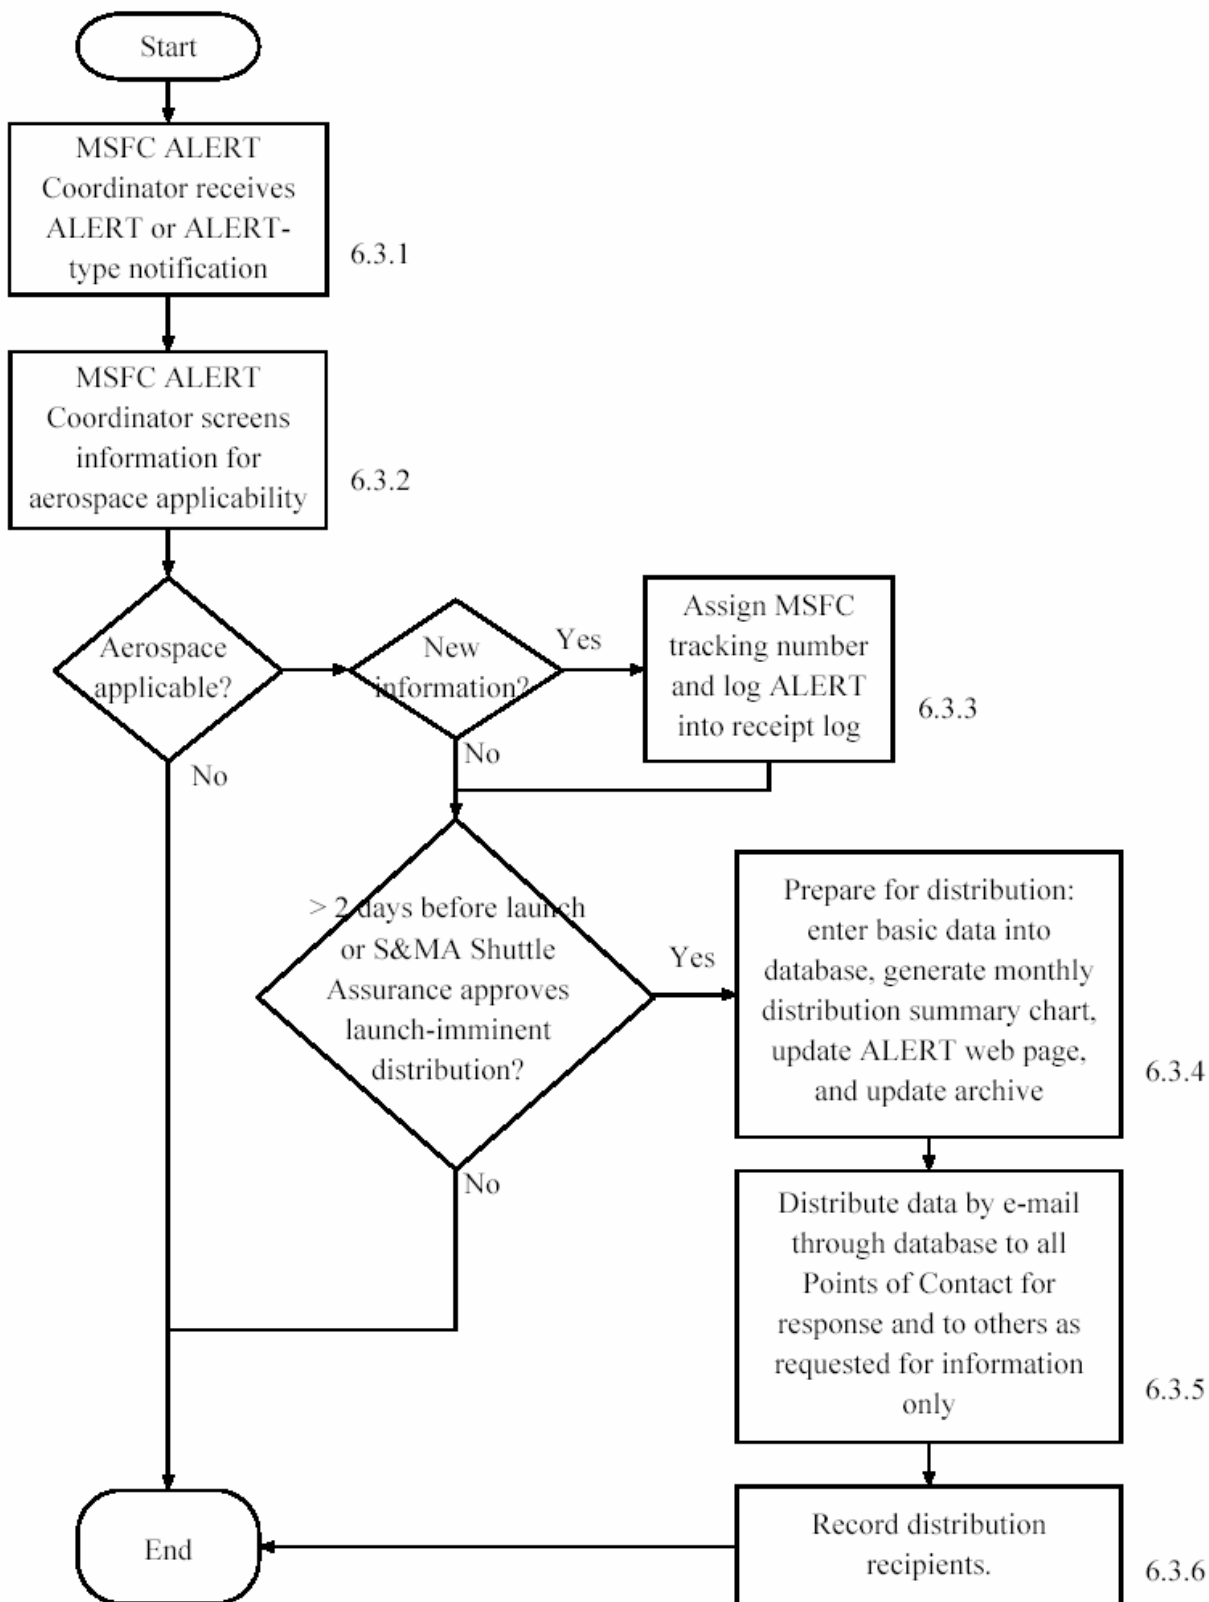 Start
MSFC ALERT
Coordinator receives
ALERT or ALERT-
type notification
6.3.1
MSFC ALERT
Coordinator screens
information for
aerospace applicability
6.3.2
Aerospace
applicable?
No
New
information?
Yes
No
Assign MSFC
tracking number
and log ALERT
into receipt log
6.3.3
> 2 days before launch
or S&MA Shuttle
Assurance approves
launch-imminent
distribution?
Yes
No
Prepare for distribution:
enter basic data into
database, generate monthly
distribution summary chart,
update ALERT web page,
and update archive
6.3.4
Distribute data by e-mail
through database to all
Points of Contact for
response and to others as
requested for information
only
6.3.5
Record distribution
recipients.
6.3.6
End